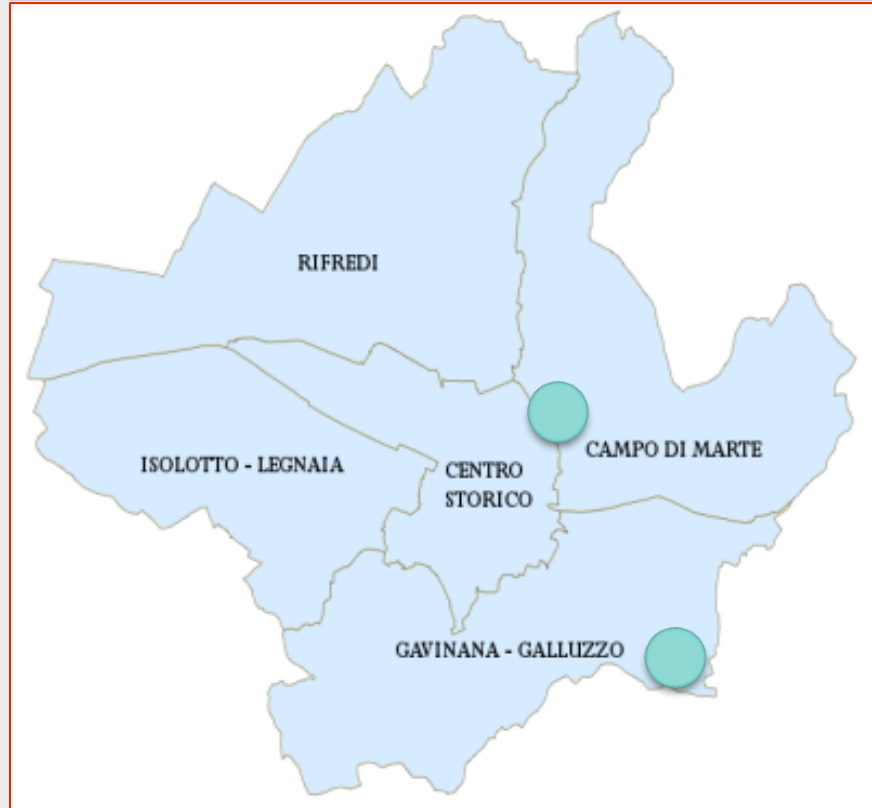 RIFREDI
CAMPO DI MARTE
ISOLOTTO - LEGNAIA
CENTRO
STORICO
GAVINANA - GALLUZZO